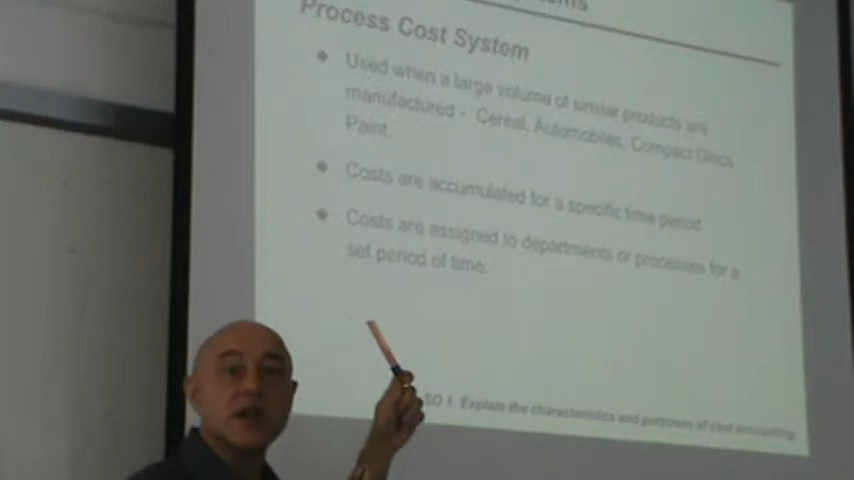 Process Cost System
Used when a large volume of similar products are
manufactured - Cereal, Automobiles, Compact Discs,
Paint.
Costs are accumulated for a specific time period.
Costs are assigned to departments or processes for a
set period of time.
SO 1 Explain the characteristics and purposes of cost accounting